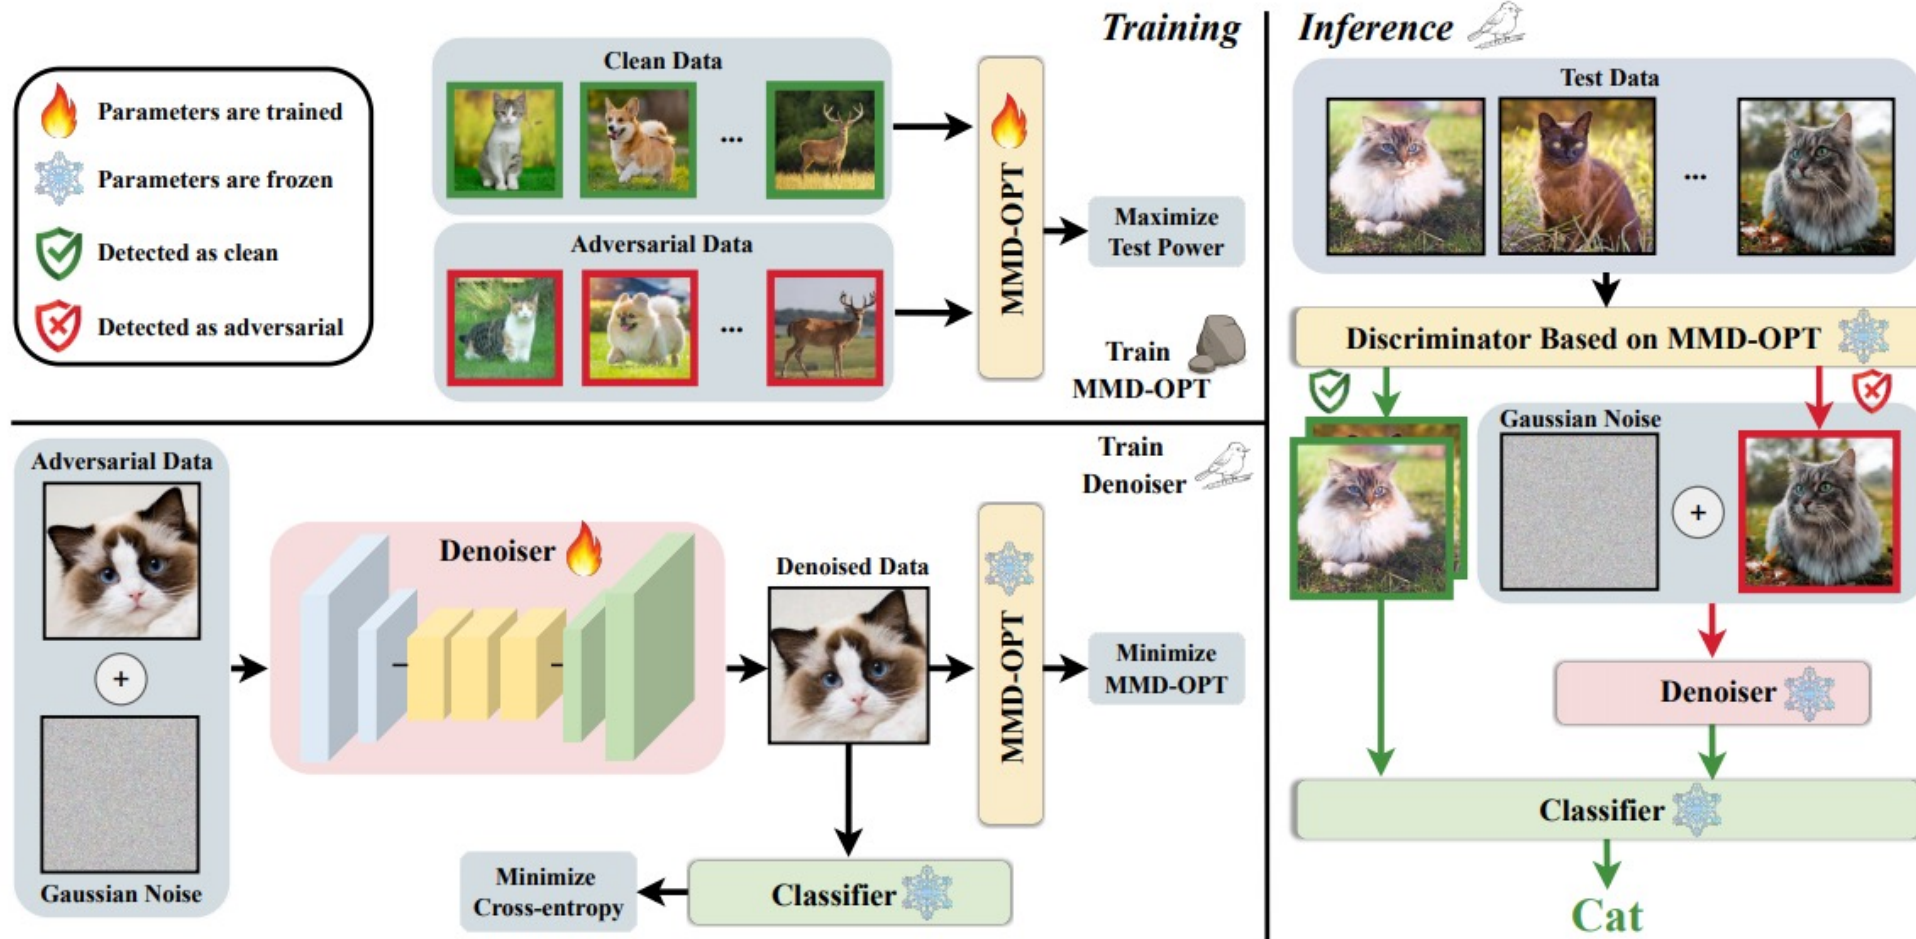 Parameters are trained
Parameters are frozen
Detected as clean
Detected as adversarial
Training
Clean Data
...
Adversarial Data
...
MMD-OPT
Maximize
Test Power
Train
MMD-OPT
Train
Denoiser
Adversarial Data
+
Gaussian Noise
Denoiser
Denoised Data
MMD-OPT
Minimize
MMD-OPT
Classifier
Minimize
Cross-entropy
Inference
Test Data
...
Discriminator Based on MMD-OPT
Gaussian Noise
+
Denoiser
Classifier
Cat